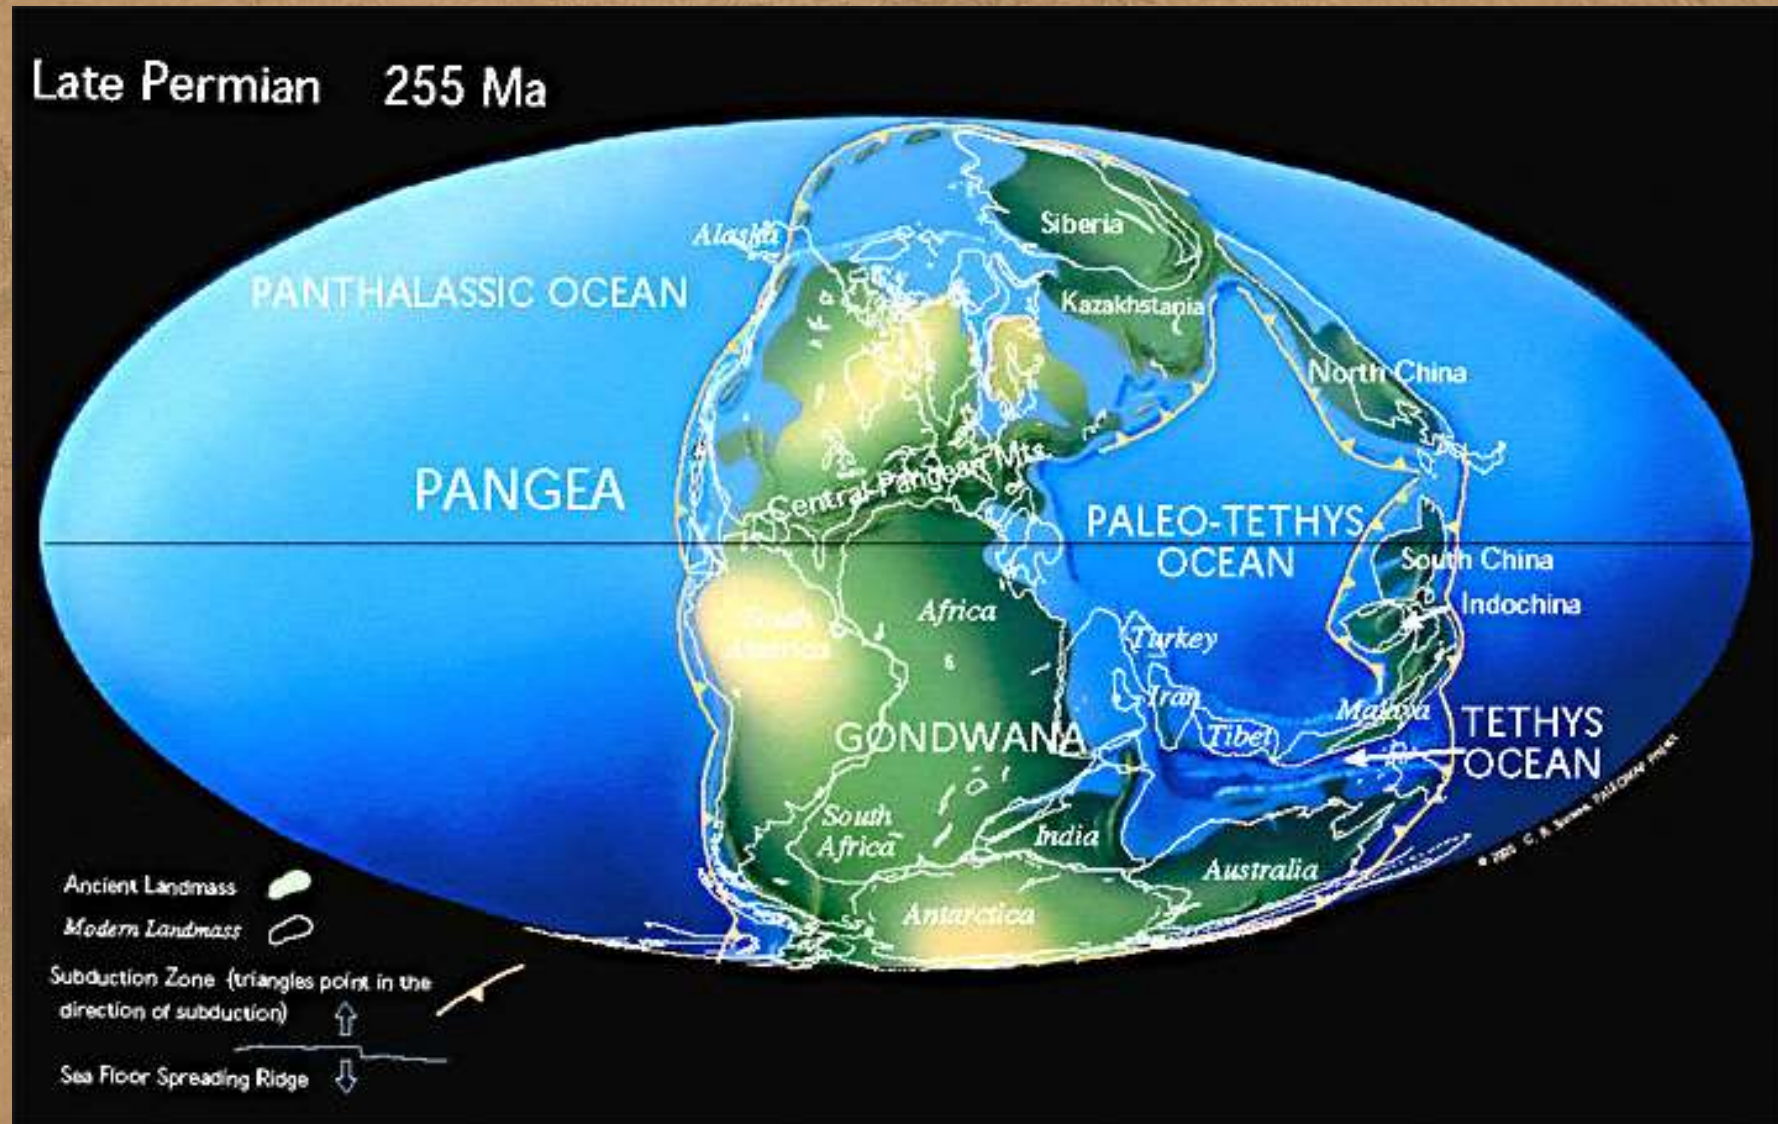 Late Permian 255 Ma
Alaska
Siberia
PANTHALASSIC OCEAN
Kazakhstania
North China
PANGEA
Central Pangean Mts.
PALEO-TETHYS
OCEAN
South China
Indochina
South
America
Africa
Turkey
Iran
Malaya
Tibet
GONDWANA
TETHYS
OCEAN
South
Africa
India
Australia
Antarctica
PALEOMAP Project
Ancient Landmass
Modern Landmass
Subduction Zone (triangles point in the
direction of subduction)
Sea Floor Spreading Ridge